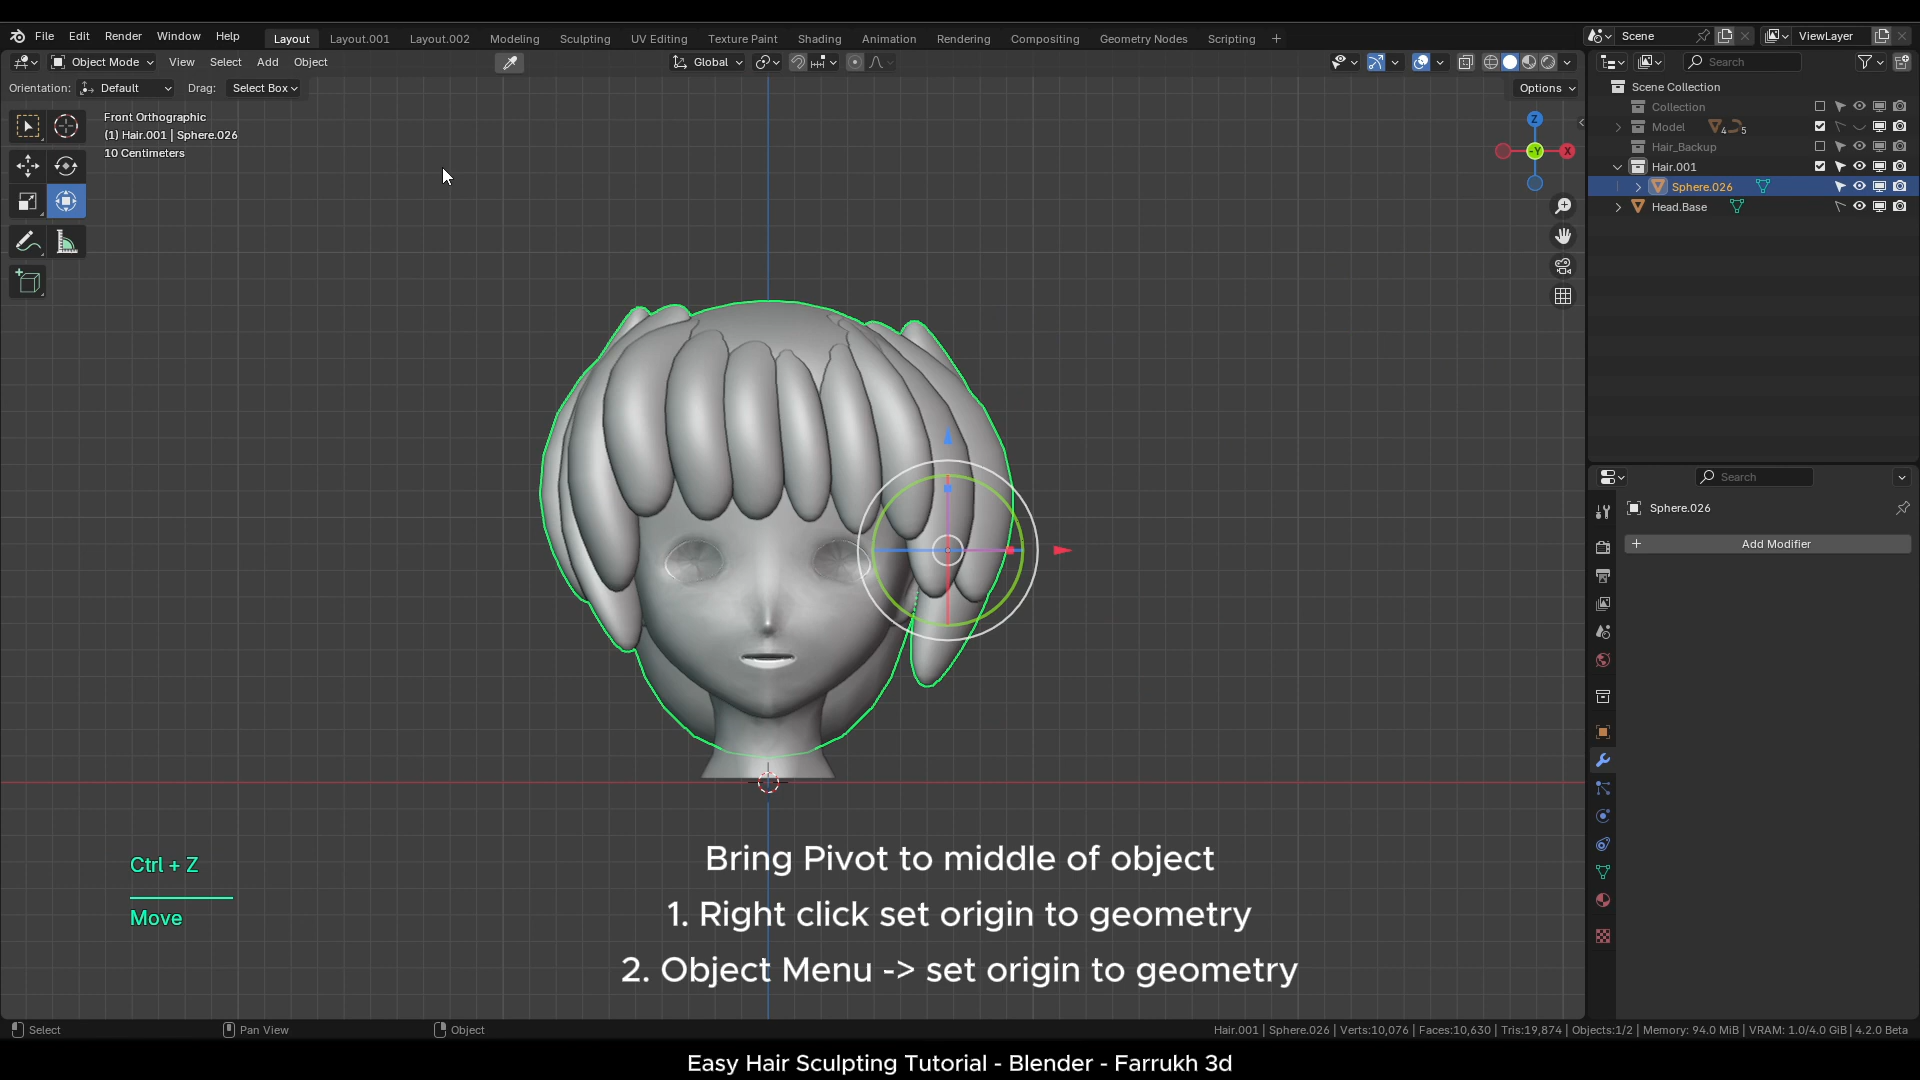 File Edit Render Window Help Layout Layout.001 Layout.002 Modeling Sculpting UV Editing Texture Paint Shading Animation Rendering Compositing Geometry Nodes Scripting + Scene ViewLayer
Object Mode View Select Add Object Global Search
Orientation: Default Drag: Select Box Options
Scene Collection
Front Orthographic
(1) Hair.001 | Sphere.026
10 Centimeters
Z
-Y
X
Collection
Model 4 5
Hair_Backup
Hair.001
Sphere.026
Head.Base
Search
Sphere.026
+ Add Modifier
Ctrl + Z
Move
Bring Pivot to middle of object
1. Right click set origin to geometry
2. Object Menu -> set origin to geometry
Select Pan View Object Hair.001 | Sphere.026 | Verts:10,076 | Faces:10,630 | Tris:19,874 | Objects:1/2 | Memory: 94.0 MiB | VRAM: 1.0/4.0 GiB | 4.2.0 Beta
Easy Hair Sculpting Tutorial - Blender - Farrukh 3d